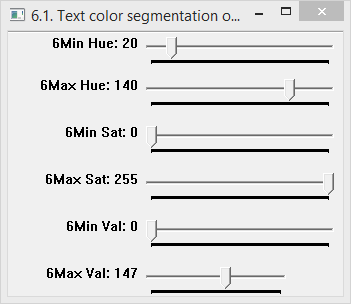 6.1. Text color segmentation o...
6Min Hue: 20
6Max Hue: 140
6Min Sat: 0
6Max Sat: 255
6Min Val: 0
6Max Val: 147